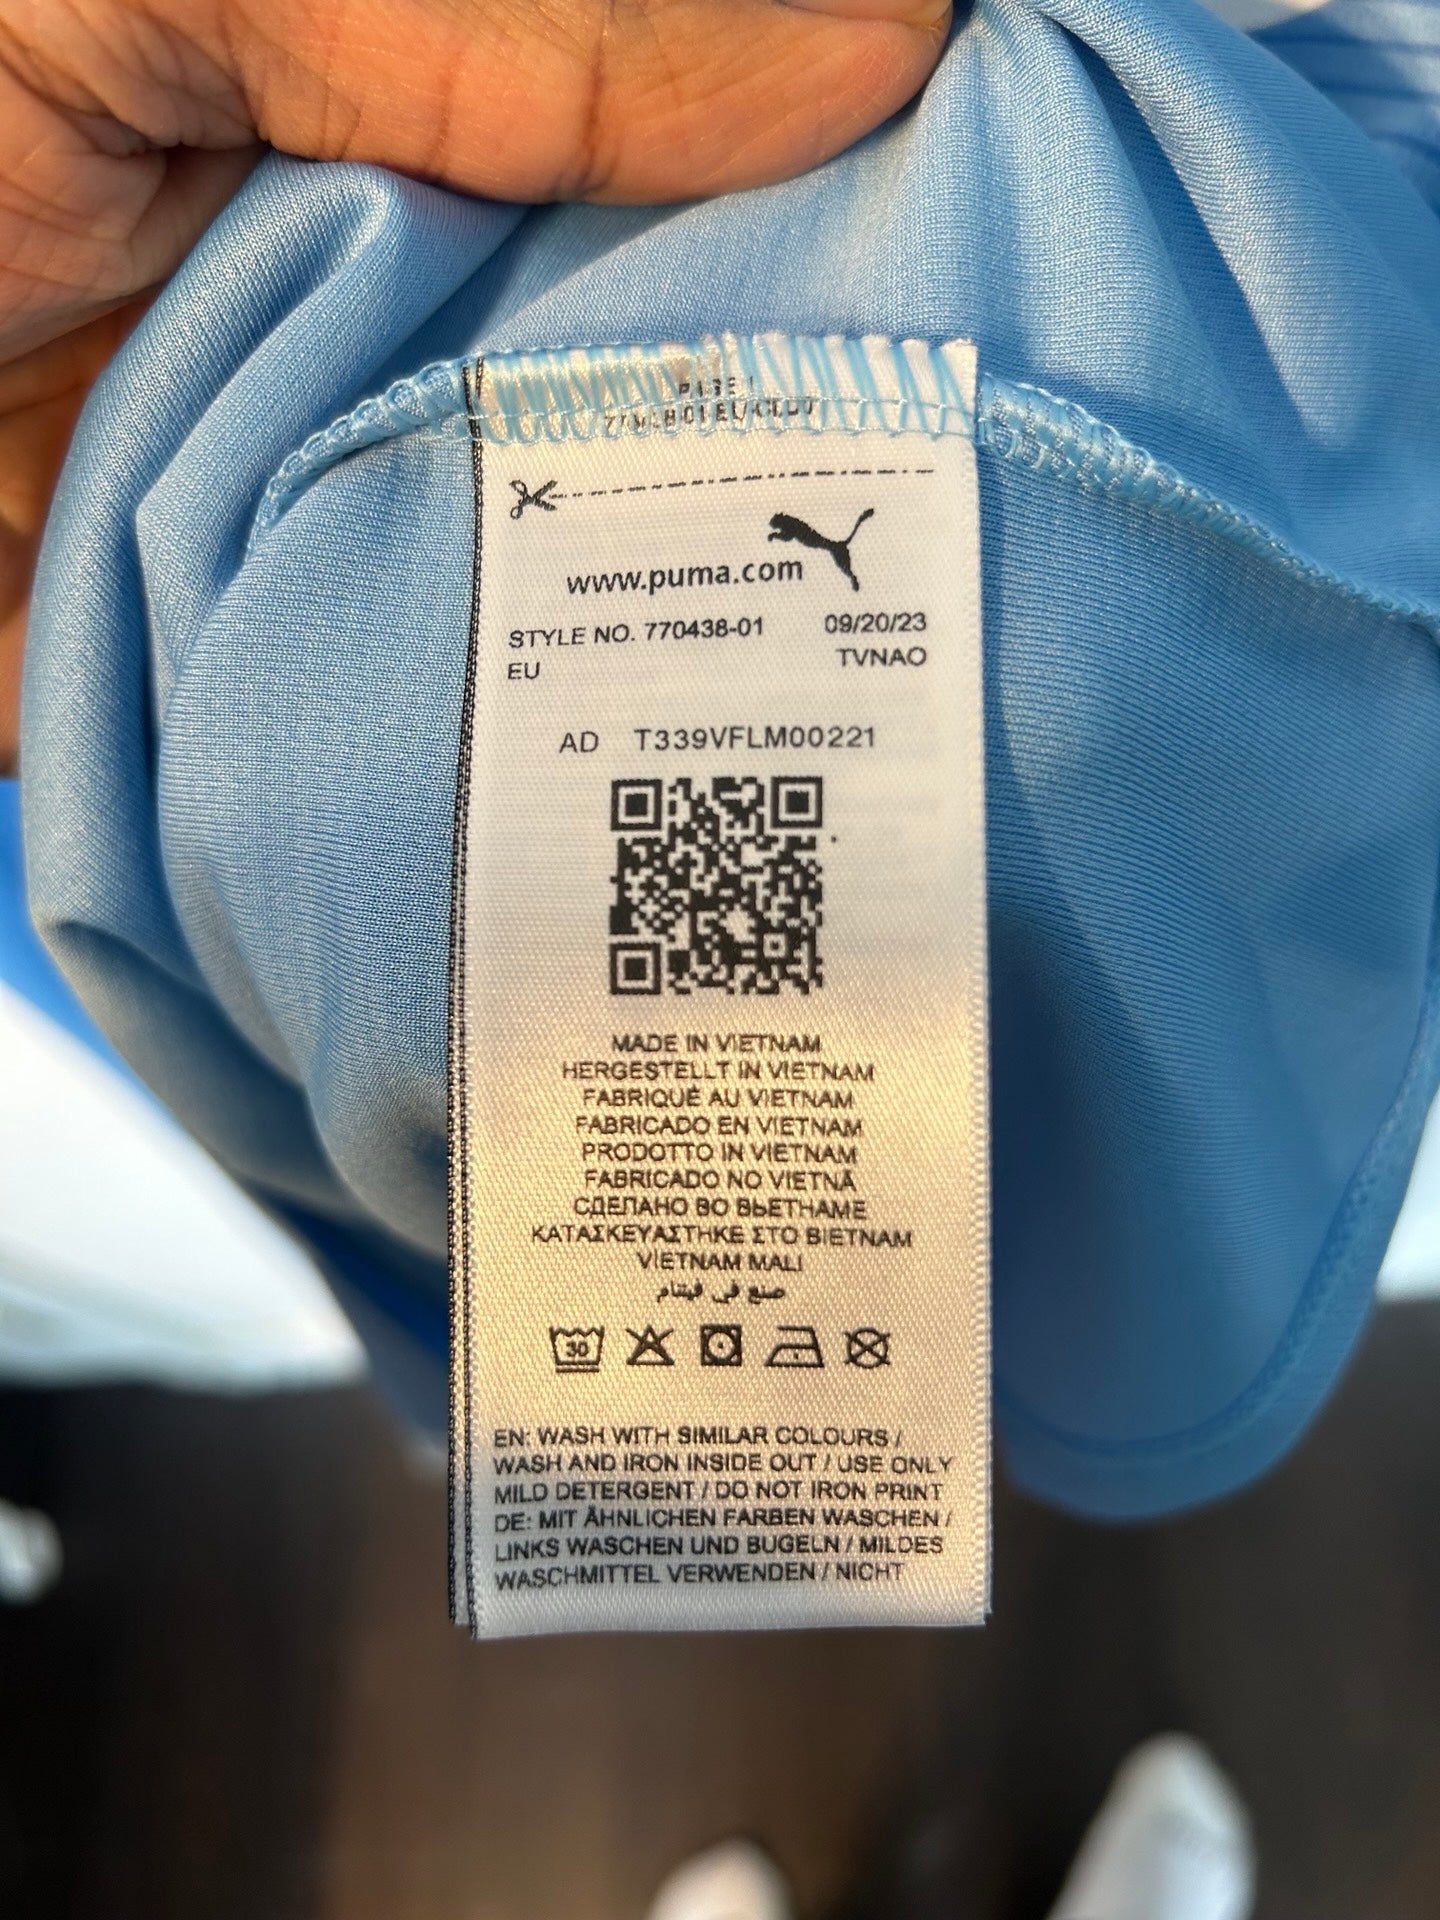 www.puma.com
STYLE NO. 770438-01 09/20/23
EU TVNAO
AD T339VFLM00221
MADE IN VIETNAM
HERGESTELLT IN VIETNAM
FABRIQUÉ AU VIETNAM
FABRICADO EN VIETNAM
PRODOTTO IN VIETNAM
FABRICADO NO VIETNÃ
СДЕЛАНО ВО ВЬЕТНАМЕ
ΚΑΤΑΣΚΕΥΑΣΤΗΚΕ ΣΤΟ ΒΙΕΤΝΑΜ
VIETNAM MALI
صنع في فيتنام
30
EN: WASH WITH SIMILAR COLOURS /
WASH AND IRON INSIDE OUT / USE ONLY
MILD DETERGENT / DO NOT IRON PRINT
DE: MIT ÄHNLICHEN FARBEN WASCHEN /
LINKS WASCHEN UND BUGELN / MILDES
WASCHMITTEL VERWENDEN / NICHT